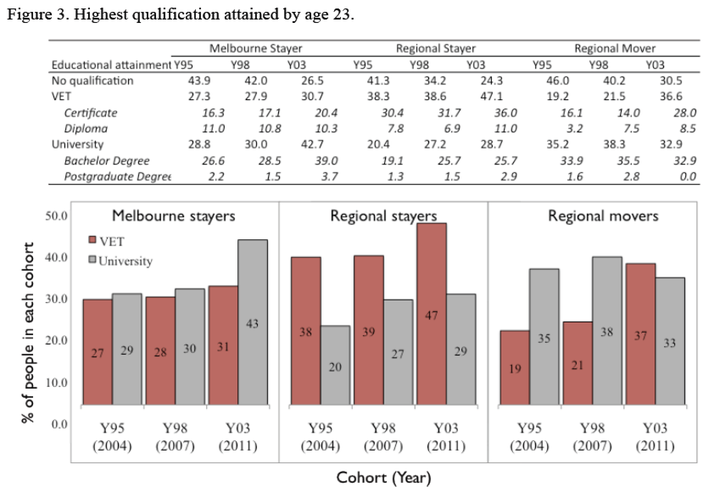 Figure 3. Highest qualification attained by age 23.
Melbourne Stayer Regional Stayer Regional Mover
Educational attainment Y95 Y98 Y03 Y95 Y98 Y03 Y95 Y98 Y03
No qualification 43.9 42.0 26.5 41.3 34.2 24.3 46.0 40.2 30.5
VET 27.3 27.9 30.7 38.3 38.6 47.1 19.2 21.5 36.6
Certificate 16.3 17.1 20.4 30.4 31.7 36.0 16.1 14.0 28.0
Diploma 11.0 10.8 10.3 7.8 6.9 11.0 3.2 7.5 8.5
University 28.8 30.0 42.7 20.4 27.2 28.7 35.2 38.3 32.9
Bachelor Degree 26.6 28.5 39.0 19.1 25.7 25.7 33.9 35.5 32.9
Postgraduate Degree 2.2 1.5 3.7 1.3 1.5 2.9 1.6 2.8 0.0
% of people in each cohort
50.0
40.0
30.0
20.0
10.0
0.0
Melbourne stayers Regional stayers Regional movers
VET
University
27 29 28 30 31 43 38 20 39 27 47 29 19 35 21 38 37 33
Y95 Y98 Y03 Y95 Y98 Y03 Y95 Y98 Y03
(2004) (2007) (2011) (2004) (2007) (2011) (2004) (2007) (2011)
Cohort (Year)